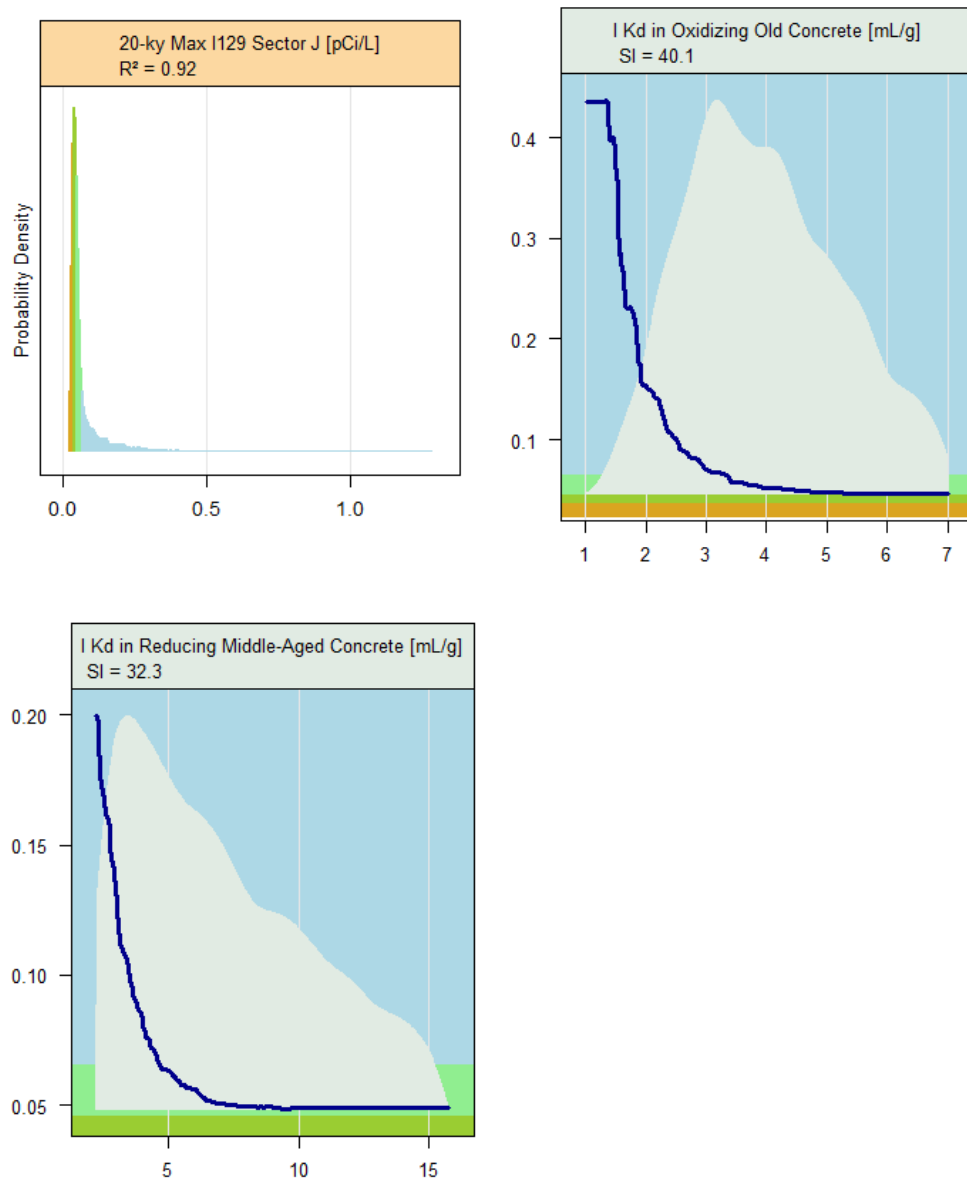 20-ky Max I129 Sector J [pCi/L]
R² = 0.92
Probability Density
0.0 0.5 1.0
I Kd in Oxidizing Old Concrete [mL/g]
SI = 40.1
0.4
0.3
0.2
0.1
1 2 3 4 5 6 7
I Kd in Reducing Middle-Aged Concrete [mL/g]
SI = 32.3
0.20
0.15
0.10
0.05
5 10 15